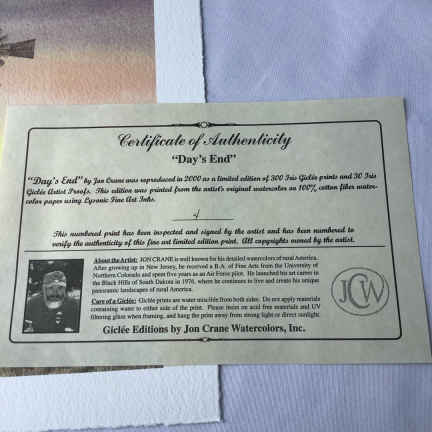 Certificate of Authenticity
"Day's End"
"Day's End" by Jon Crane was reproduced in 2000 as a limited edition of 300 Iris Giclée prints and 30 Iris
Giclée Artist Proofs. This edition was printed from the artist's original watercolor on 100% cotton fiber water-
color paper using Lysonic Fine Art Inks.
4
This numbered print has been inspected and signed by the artist and has been numbered to
verify the authenticity of this fine art limited edition print. All copyrights owned by the artist.
About the Artist: JON CRANE is well known for his detailed watercolors of rural America.
After growing up in New Jersey, he received a B.A. of Fine Arts from the University of
Northern Colorado and spent five years as an Air Force pilot. He launched his art career in
the Black Hills of South Dakota in 1976, where he continues to live and create his unique
panoramic landscapes of rural America.
Care of a Giclée: Giclée prints are water miscible from both sides. Do not apply materials
containing water to either side of the print. Please insist on acid free materials and UV
filtering glass when framing, and hang the print away from strong light or direct sunlight.
Giclée Editions by Jon Crane Watercolors, Inc.
JCW